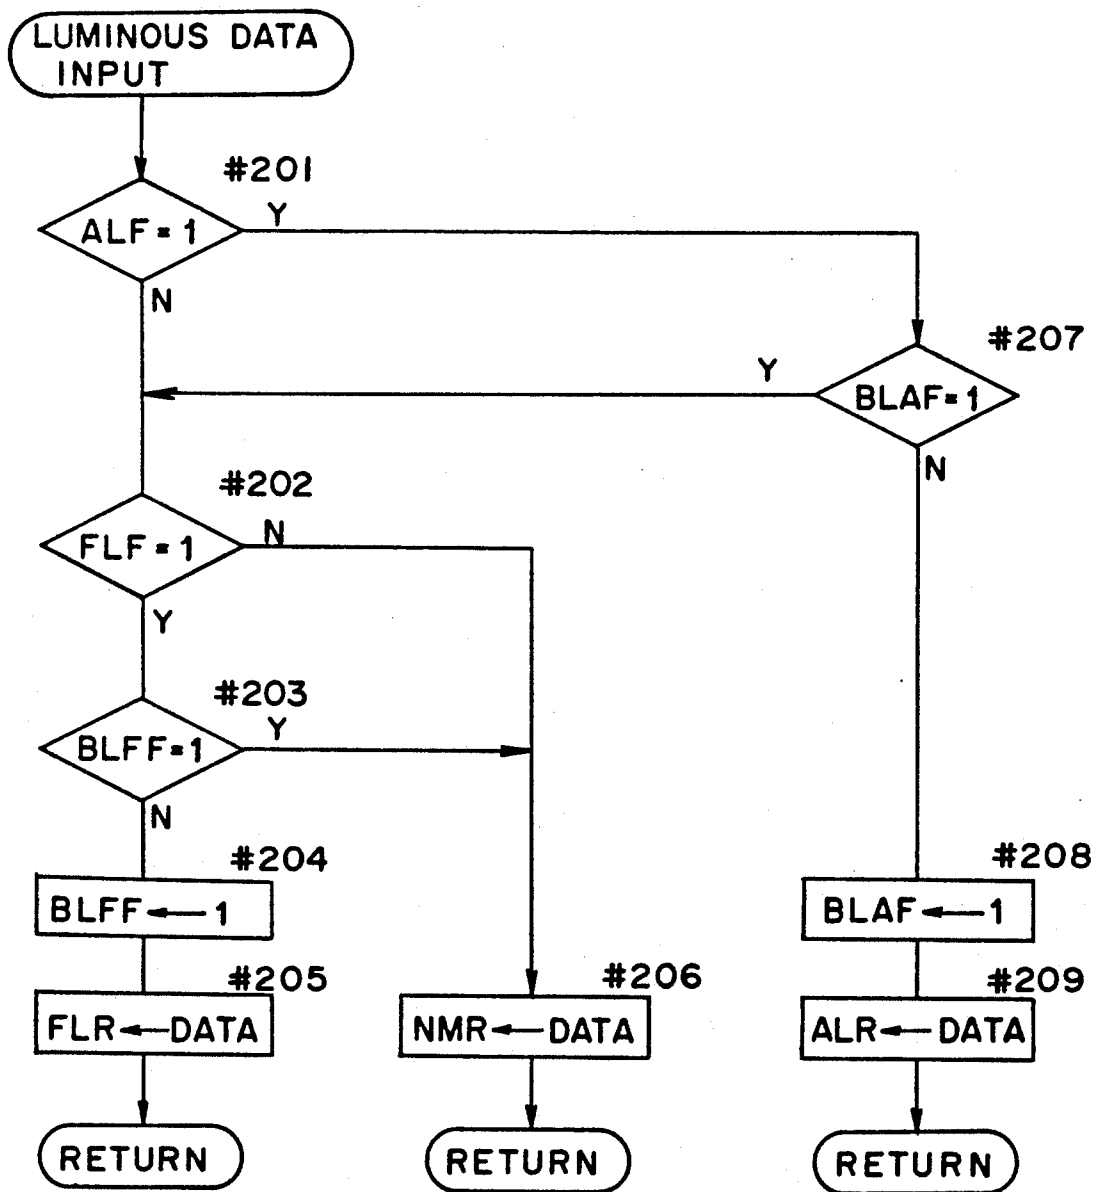 LUMINOUS DATA
INPUT
#201
ALF = 1
Y
N
#207
BLAF = 1
Y
N
#202
FLF = 1
N
Y
#203
BLFF = 1
Y
N
#204
BLFF ← 1
#205
FLR ← DATA
RETURN
#206
NMR ← DATA
RETURN
#208
BLAF ← 1
#209
ALR ← DATA
RETURN